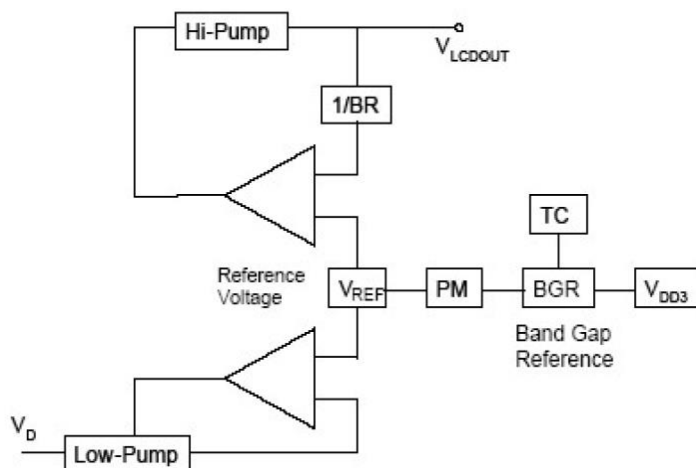 Hi-Pump
V_LCDOUT
1/BR
TC
Reference
Voltage
V_REF
PM
BGR
V_DD3
Band Gap
Reference
V_D
Low-Pump